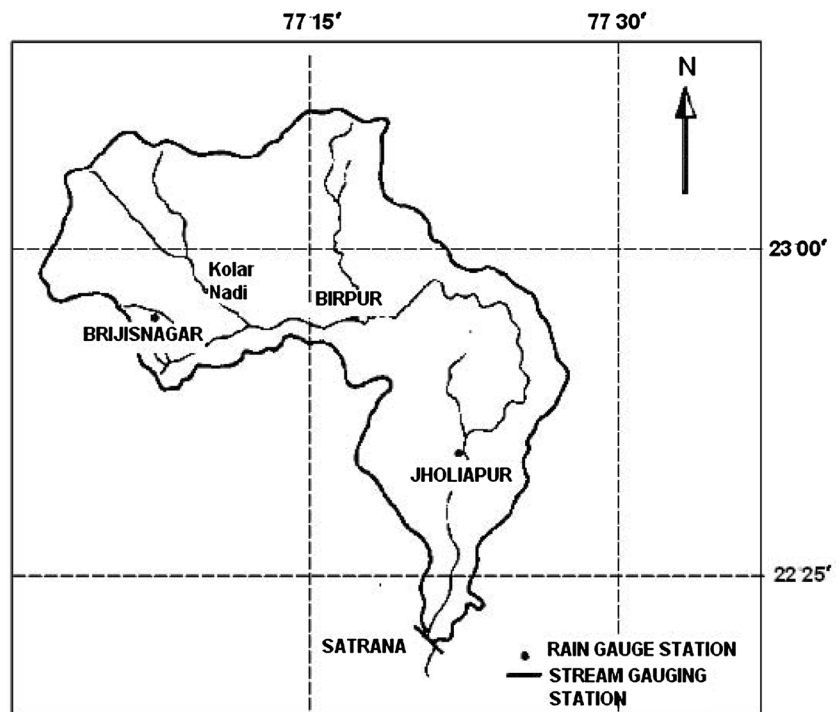 77 15'
77 30'
N
23 00'
Kolar
Nadi
BIRPUR
BRIJISNAGAR
JHOLIAPUR
22 25'
SATRANA
RAIN GAUGE STATION
STREAM GAUGING
STATION